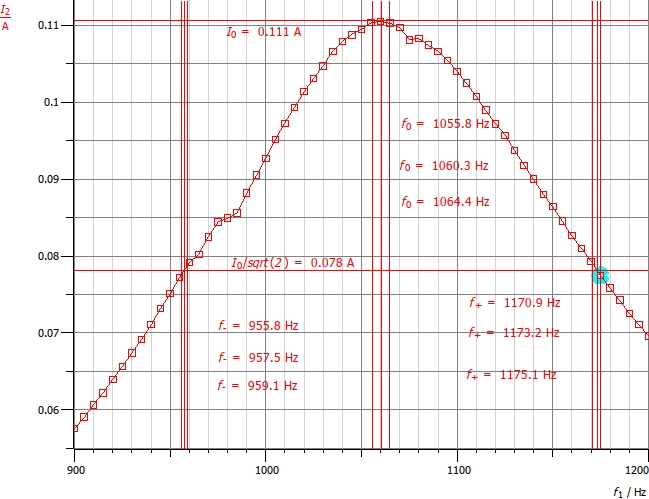 I₂
A
0.11
0.1
0.09
0.08
0.07
0.06
I₀ = 0.111 A
f₀ = 1055.8 Hz
f₀ = 1060.3 Hz
f₀ = 1064.4 Hz
I₀/sqrt(2) = 0.078 A
f₋ = 955.8 Hz
f₋ = 957.5 Hz
f₋ = 959.1 Hz
f₊ = 1170.9 Hz
f₊ = 1173.2 Hz
f₊ = 1175.1 Hz
900 1000 1100 1200
f₁ / Hz